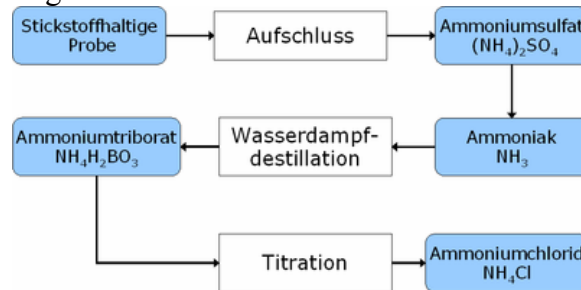 Stickstoffhaltige
Probe
Aufschluss
Ammoniumsulfat
(NH₄)₂SO₄
Ammoniumtriborat
NH₄H₂BO₃
Wasserdampf-
destillation
Ammoniak
NH₃
Titration
Ammoniumchlorid
NH₄Cl